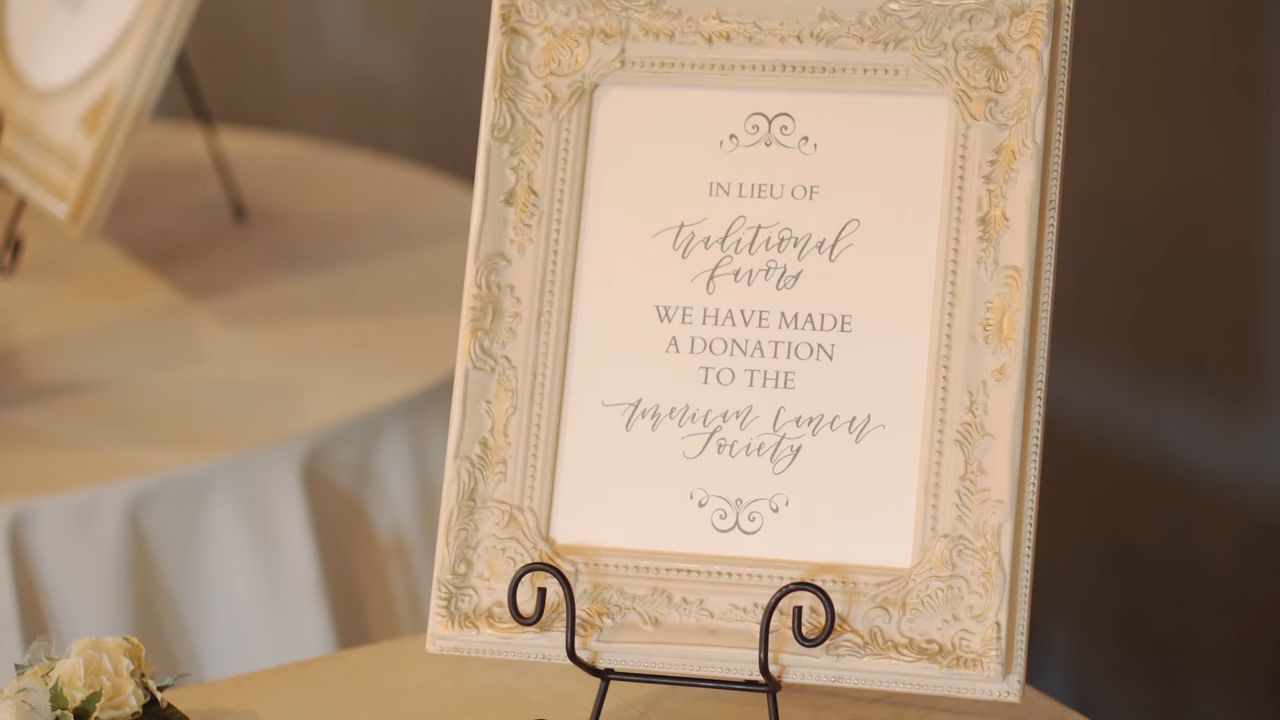 IN LIEU OF
traditional
favors
WE HAVE MADE
A DONATION
TO THE
American Cancer
Society